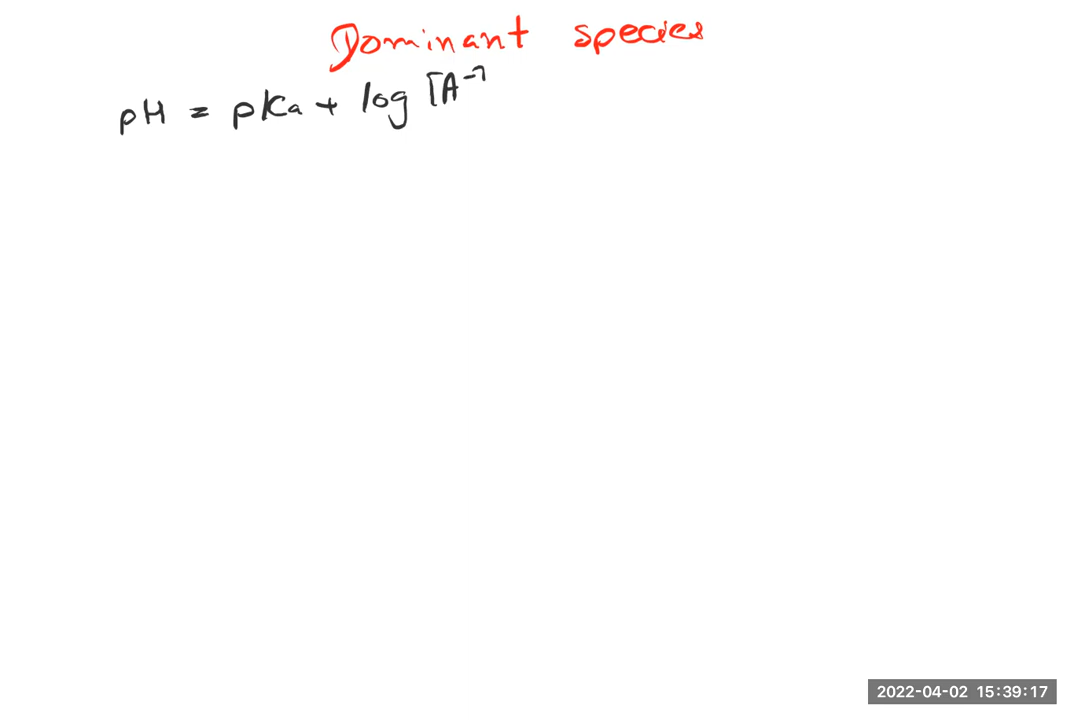 Dominant species
pH = pKa + log [A⁻]
2022-04-02 15:39:17